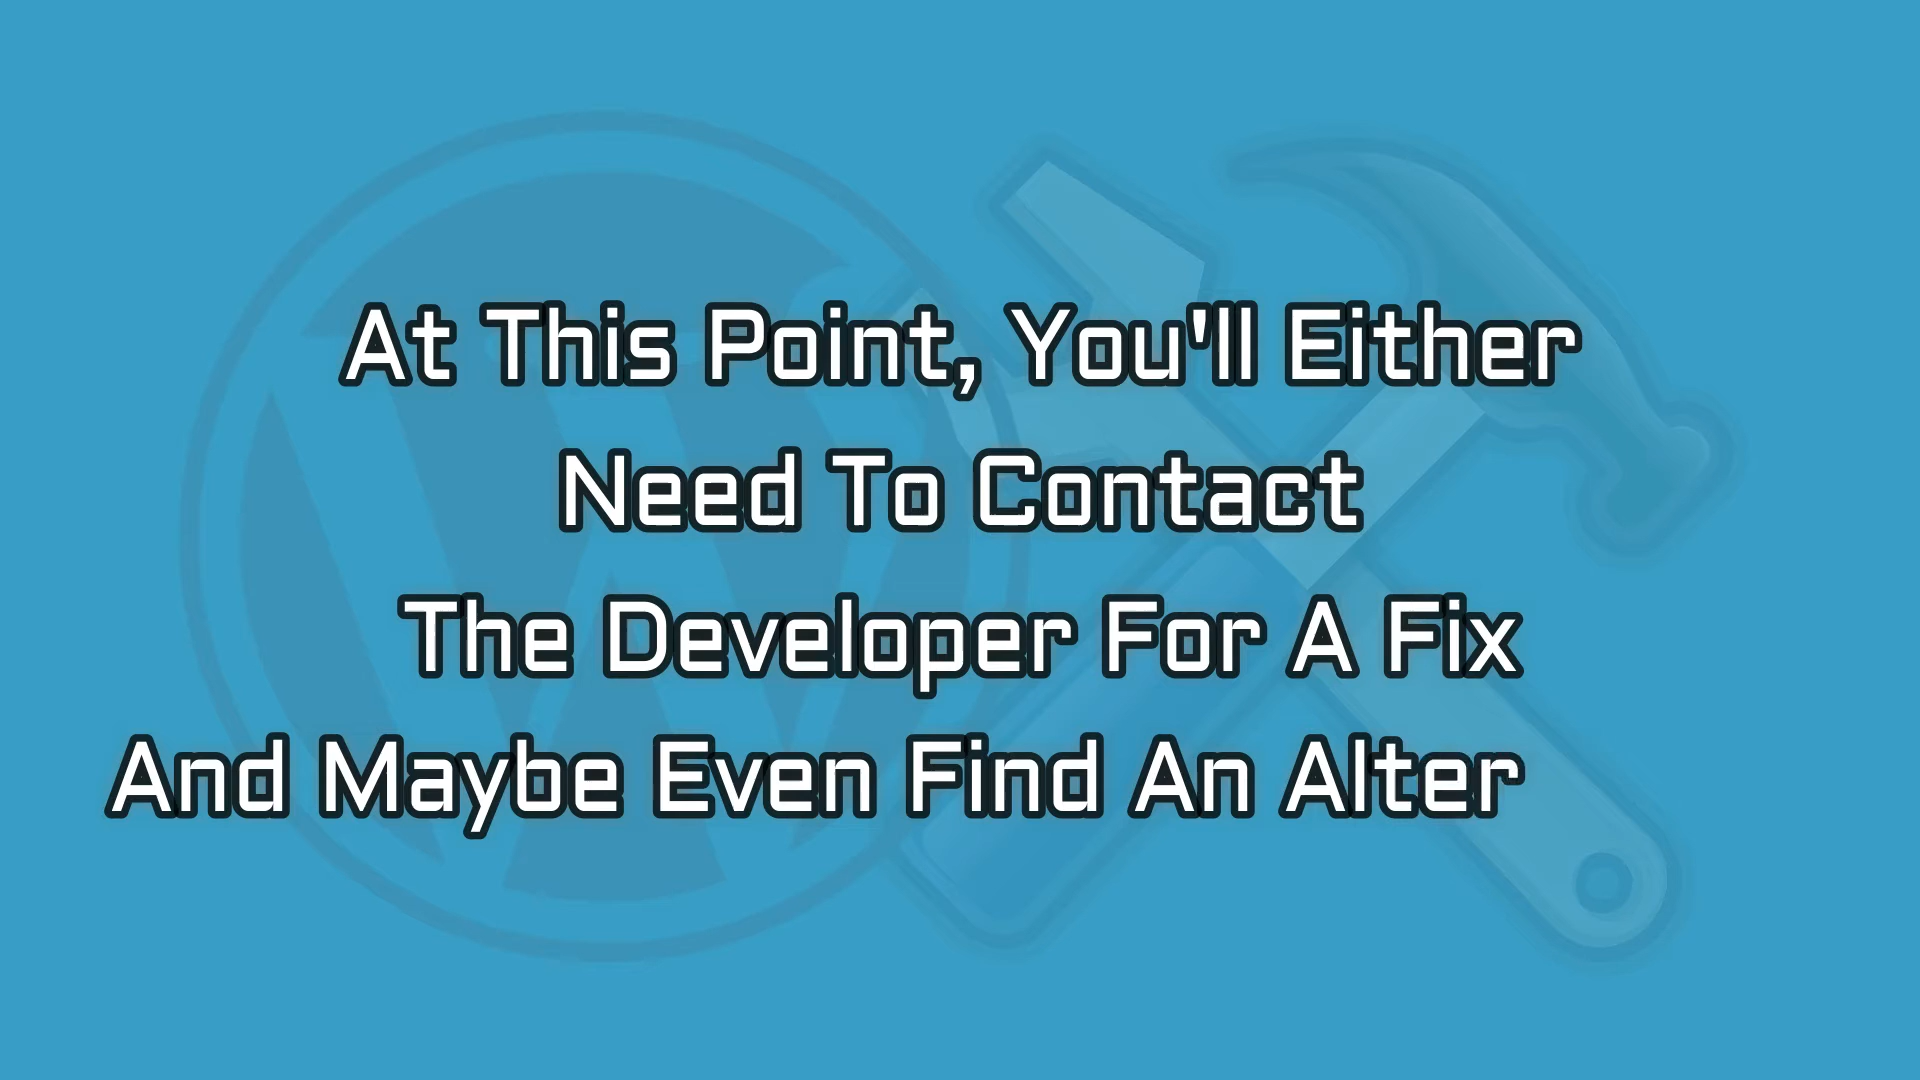 At This Point, You'll Either
Need To Contact
The Developer For A Fix
And Maybe Even Find An Alter